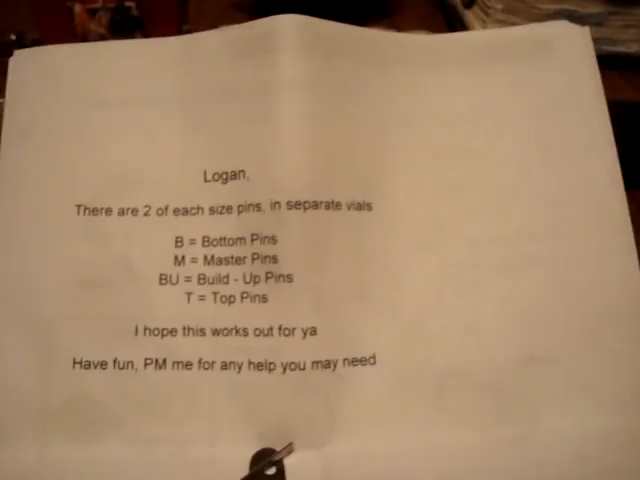 Logan,
There are 2 of each size pins, in separate vials
B = Bottom Pins
M = Master Pins
BU = Build - Up Pins
T = Top Pins
I hope this works out for ya
Have fun, PM me for any help you may need